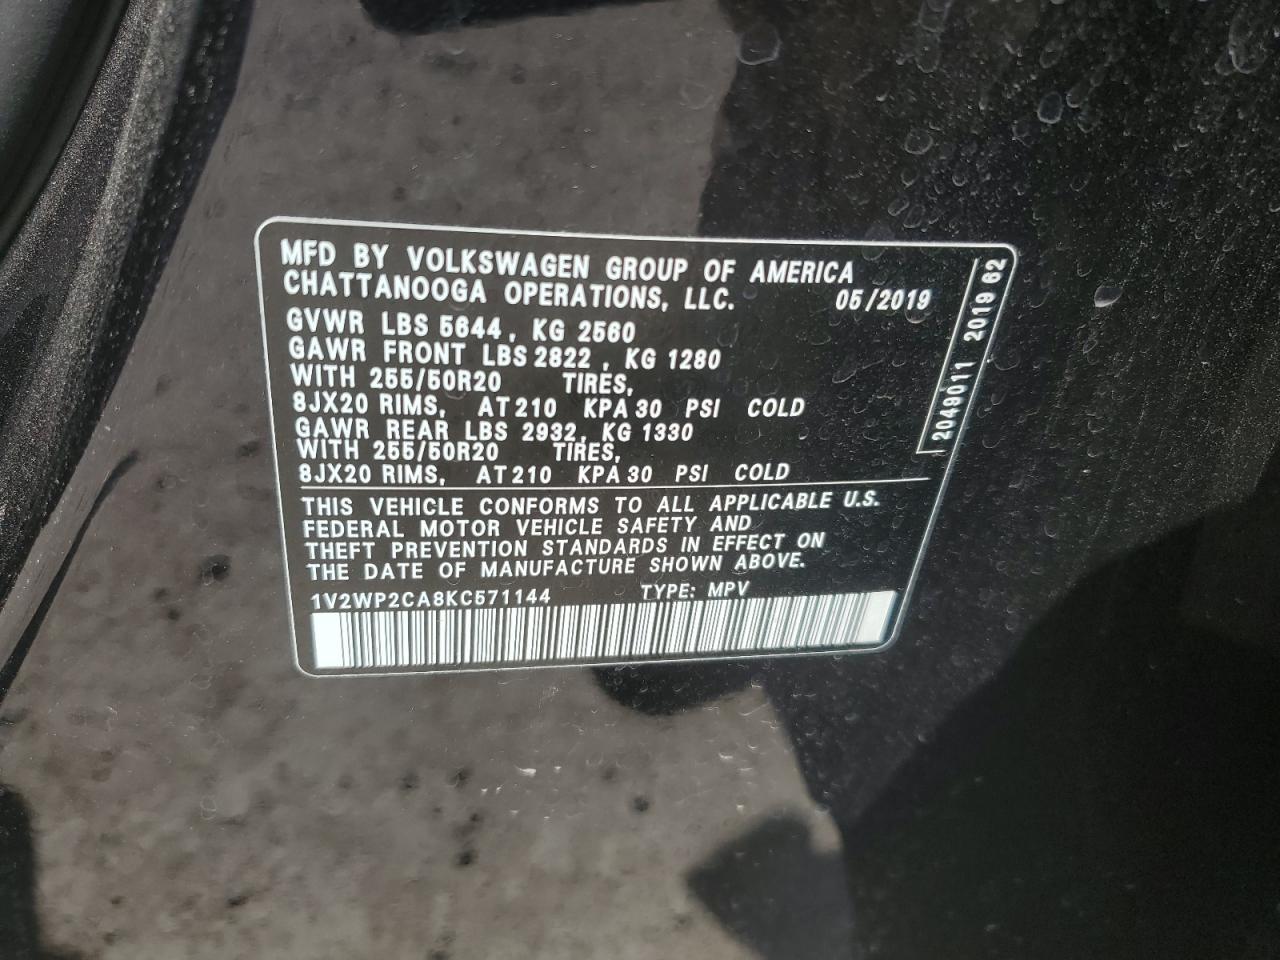 MFD BY VOLKSWAGEN GROUP OF AMERICA
CHATTANOOGA OPERATIONS, LLC. 05/2019
GVWR LBS 5644, KG 2560
GAWR FRONT LBS 2822, KG 1280
WITH 255/50R20 TIRES,
8JX20 RIMS, AT 210 KPA 30 PSI COLD
GAWR REAR LBS 2932, KG 1330
WITH 255/50R20 TIRES,
8JX20 RIMS, AT 210 KPA 30 PSI COLD
THIS VEHICLE CONFORMS TO ALL APPLICABLE U.S.
FEDERAL MOTOR VEHICLE SAFETY AND
THEFT PREVENTION STANDARDS IN EFFECT ON
THE DATE OF MANUFACTURE SHOWN ABOVE.
1V2WP2CA8KC571144 TYPE: MPV
2049011 2019 62